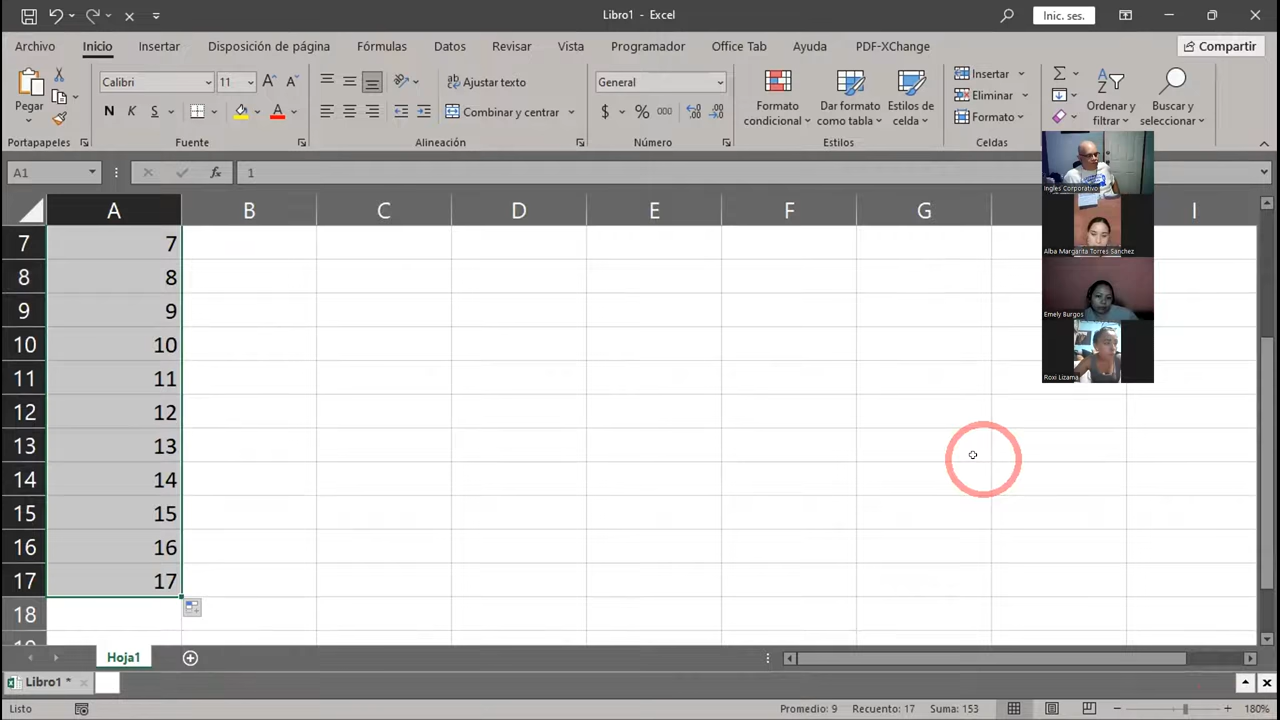 Libro1 - Excel
Inic. ses.
Archivo Inicio Insertar Disposición de página Fórmulas Datos Revisar Vista Programador Office Tab Ayuda PDF-XChange Compartir
Pegar
Calibri 11
N K S
Ajustar texto
Combinar y centrar
General
$ % 000
Formato condicional
Dar formato como tabla
Estilos de celda
Insertar
Eliminar
Formato
Ordenar y filtrar
Buscar y seleccionar
Portapapeles Fuente Alineación Número Estilos Celdas
A1 fx 1
A B C D E F G I
7 7
8 8
9 9
10 10
11 11
12 12
13 13
14 14
15 15
16 16
17 17
18
Ingles Corporativo
Alba Margarita Torres Sanchez
Emely Burgos
Roxi Lizama
Hoja1
Libro1 *
Listo Promedio: 9 Recuento: 17 Suma: 153 180%